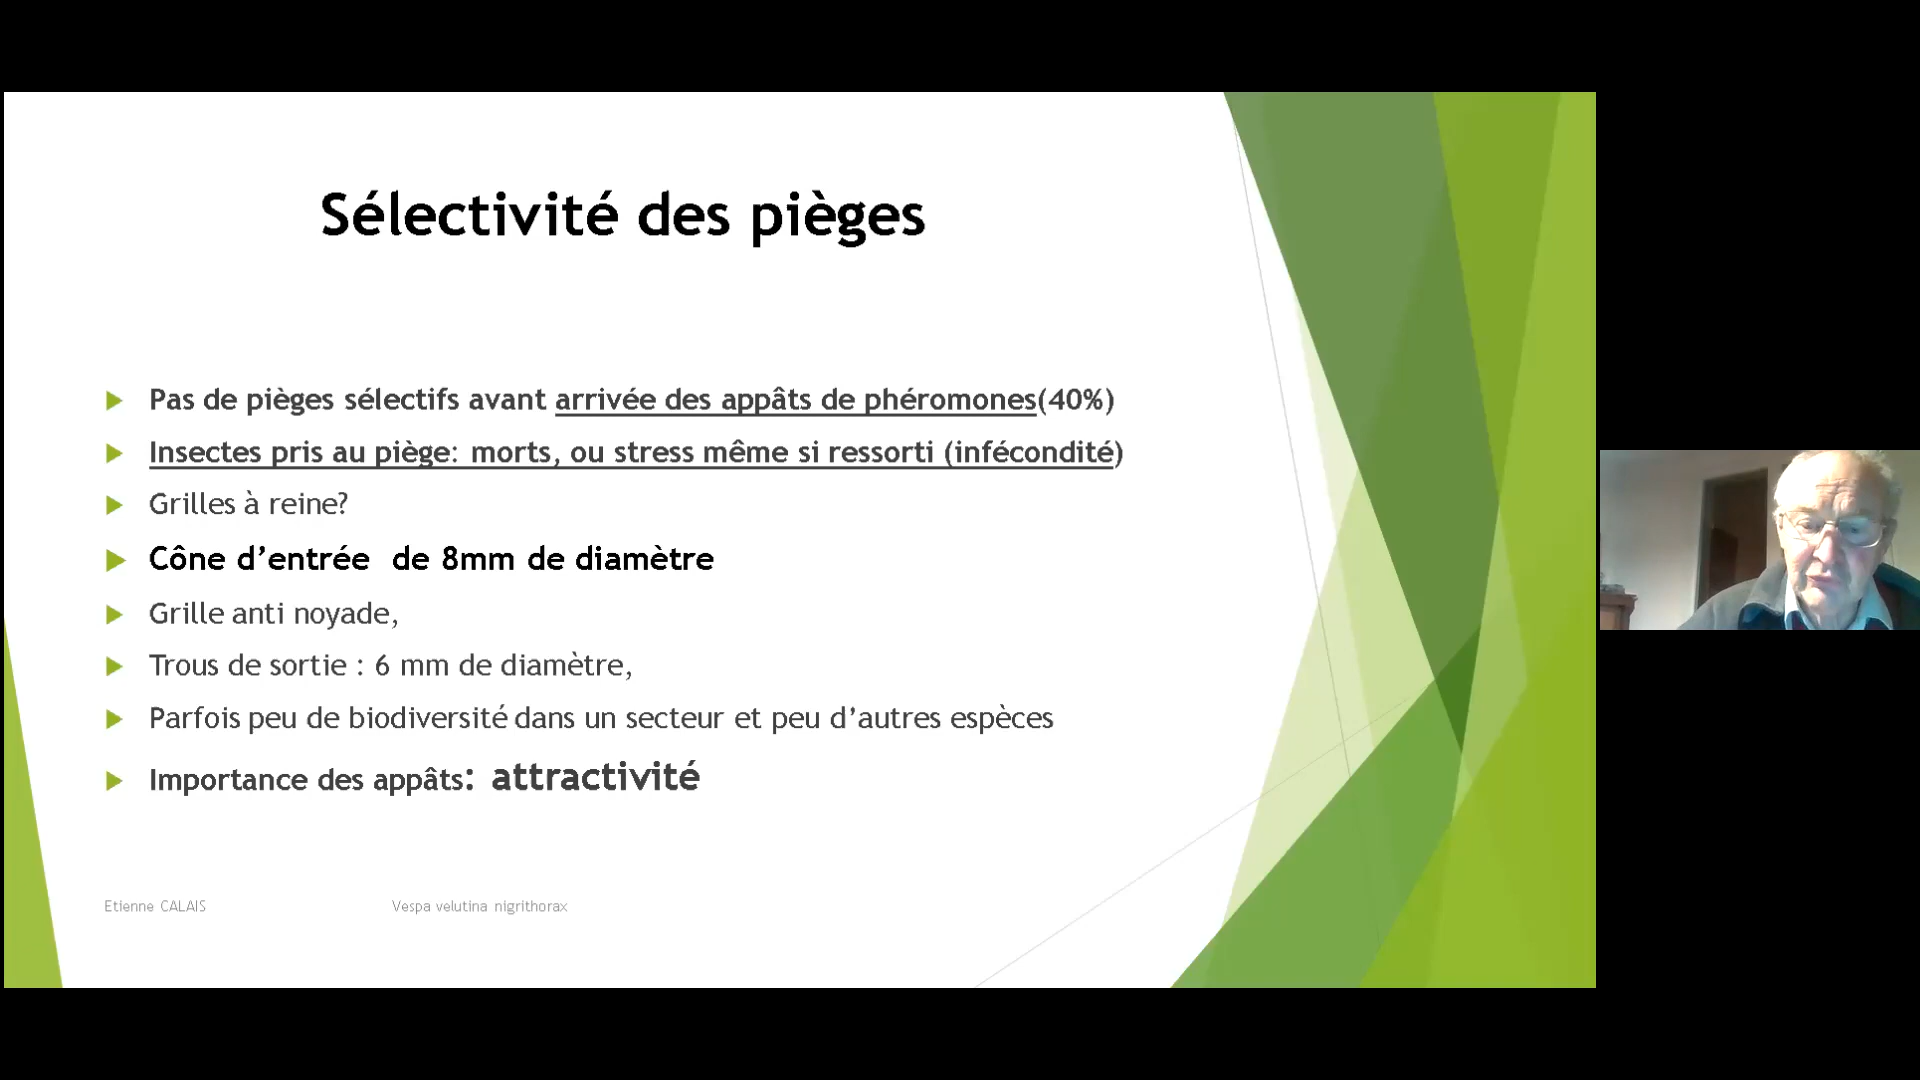 Sélectivité des pièges
Pas de pièges sélectifs avant arrivée des appâts de phéromones(40%)
Insectes pris au piège: morts, ou stress même si ressorti (infécondité)
Grilles à reine?
Cône d’entrée  de 8mm de diamètre
Grille anti noyade,
Trous de sortie : 6 mm de diamètre,
Parfois peu de biodiversité dans un secteur et peu d’autres espèces
Importance des appâts: attractivité
Etienne CALAIS
Vespa velutina nigrithorax